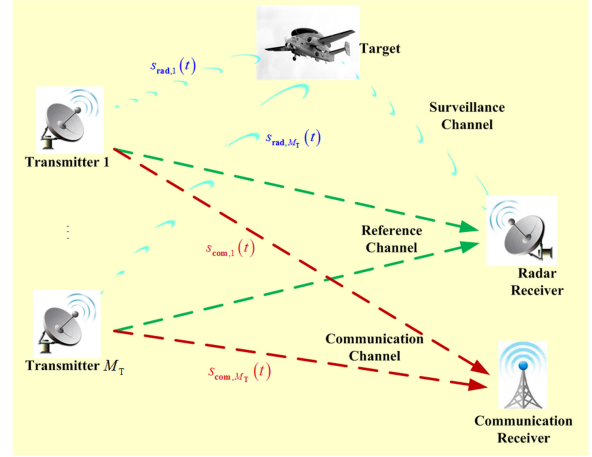 Target
s_rad,1(t)
Surveillance
Channel
s_rad,M_T(t)
Transmitter 1
Reference
Channel
s_com,1(t)
Radar
Receiver
⋮
Communication
Channel
Transmitter M_T
s_com,M_T(t)
Communication
Receiver